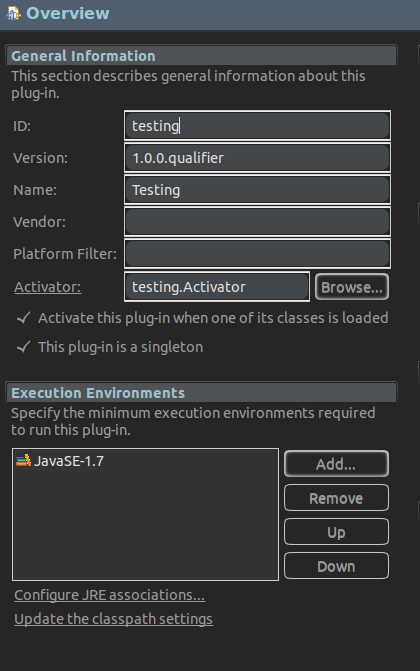 Overview
General Information
This section describes general information about this
plug-in.
ID: testing
Version: 1.0.0.qualifier
Name: Testing
Vendor:
Platform Filter:
Activator: testing.Activator Browse...
Activate this plug-in when one of its classes is loaded
This plug-in is a singleton
Execution Environments
Specify the minimum execution environments required
to run this plug-in.
JavaSE-1.7
Add...
Remove
Up
Down
Configure JRE associations...
Update the classpath settings